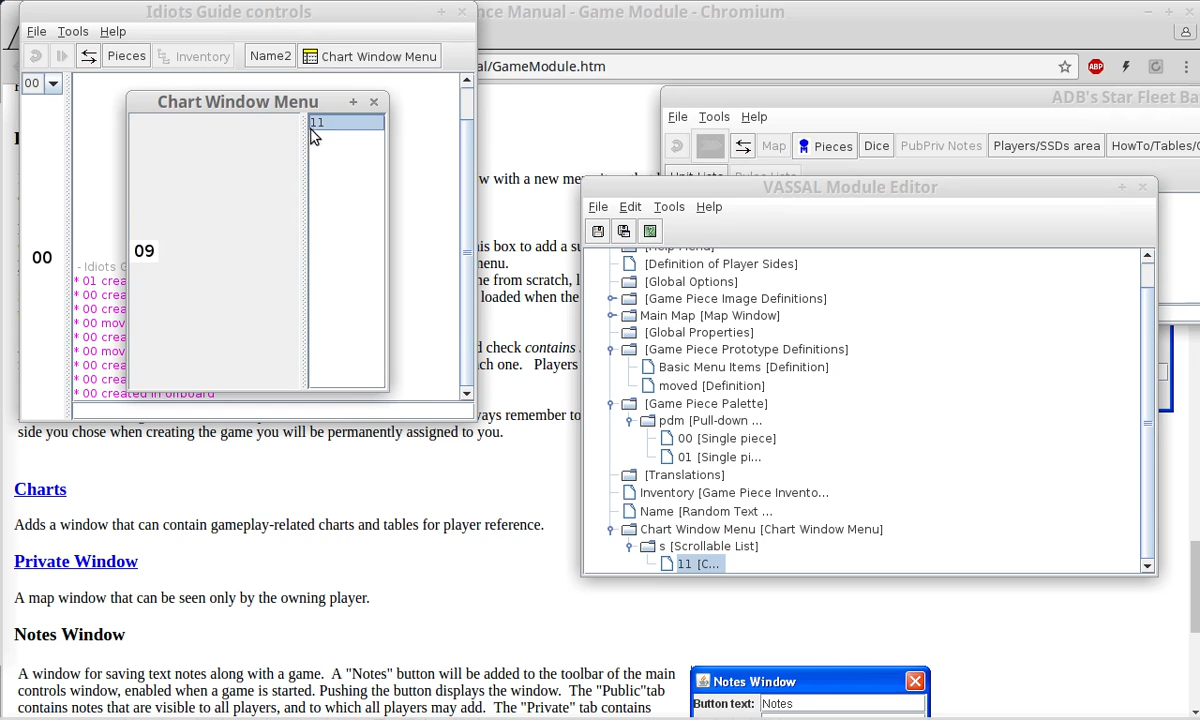 Idiots Guide controls
File Tools Help
Pieces
Inventory
Name2
Chart Window Menu
00
Chart Window Menu
11
09
00
- Idiots G
* 01 crea
* 00 crea
* 00 crea
* 00 mov
* 00 crea
* 00 mov
* 00 crea
* 00 crea
* 00 created in offboard
nce Manual - Game Module - Chromium
al/GameModule.htm
ABP
ADB's Star Fleet Ba
File Tools Help
Map
Pieces
Dice
PubPriv Notes
Players/SSDs area
HowTo/Tables/C
VASSAL Module Editor
File Edit Tools Help
[Help Menu]
[Definition of Player Sides]
[Global Options]
[Game Piece Image Definitions]
Main Map [Map Window]
[Global Properties]
[Game Piece Prototype Definitions]
Basic Menu Items [Definition]
moved [Definition]
[Game Piece Palette]
pdm [Pull-down ...
00 [Single piece]
01 [Single pi...
[Translations]
Inventory [Game Piece Invento...
Name [Random Text ...
Chart Window Menu [Chart Window Menu]
s [Scrollable List]
11 [C...
w with a new me
his box to add a su
menu.
ne from scratch, l
loaded when the
d check contains
ch one. Players
ways remember to
side you chose when creating the game you will be permanently assigned to you.
Charts
Adds a window that can contain gameplay-related charts and tables for player reference.
Private Window
A map window that can be seen only by the owning player.
Notes Window
A window for saving text notes along with a game. A "Notes" button will be added to the toolbar of the main
controls window, enabled when a game is started. Pushing the button displays the window. The "Public"tab
contains notes that are visible to all players, and to which all players may add. The "Private" tab contains
Notes Window
Button text: Notes